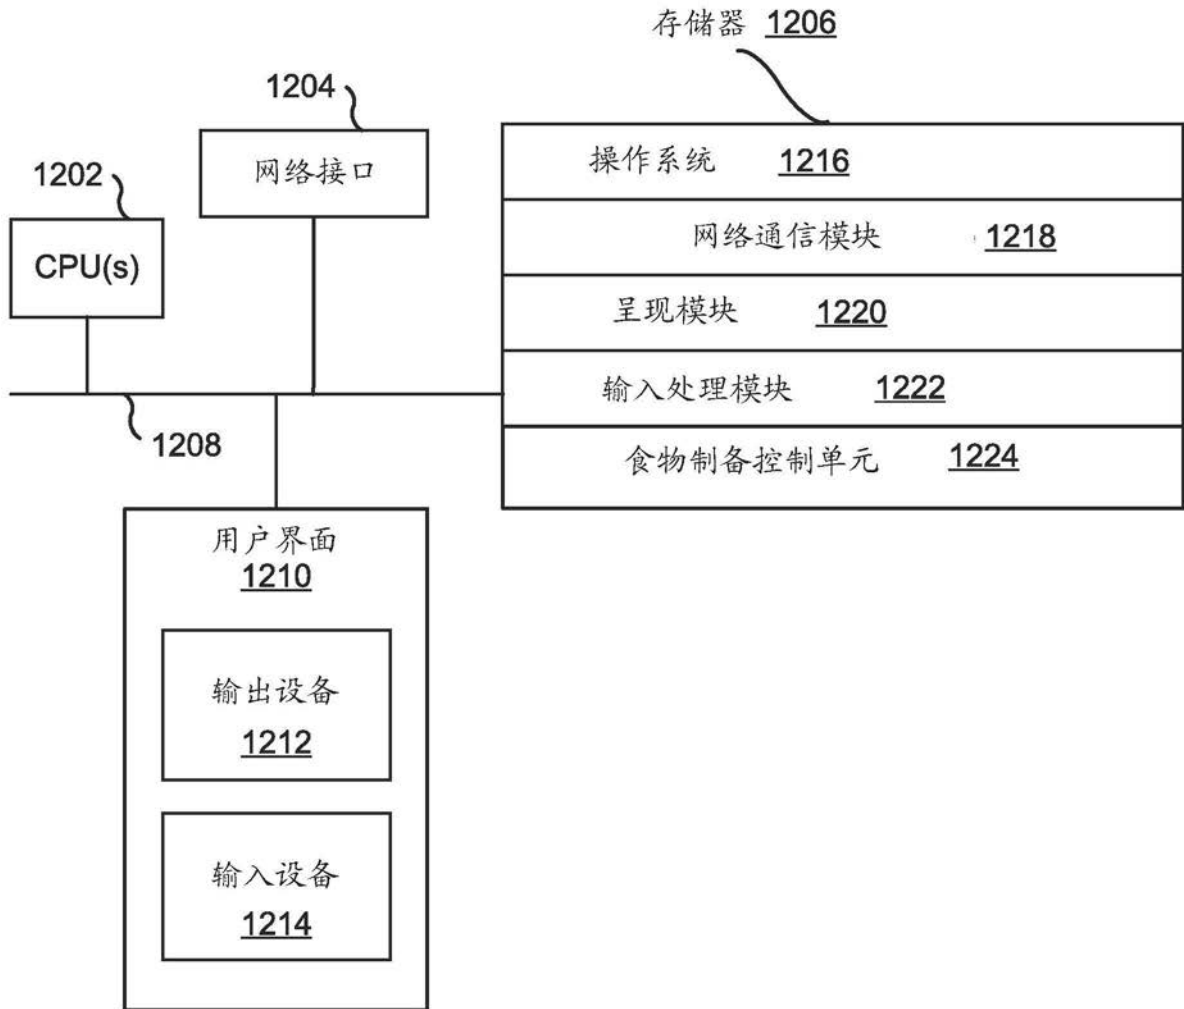 存储器 1206
1204
网络接口
1202
CPU(s)
操作系统 1216
网络通信模块 1218
呈现模块 1220
输入处理模块 1222
食物制备控制单元 1224
1208
用户界面
1210
输出设备
1212
输入设备
1214